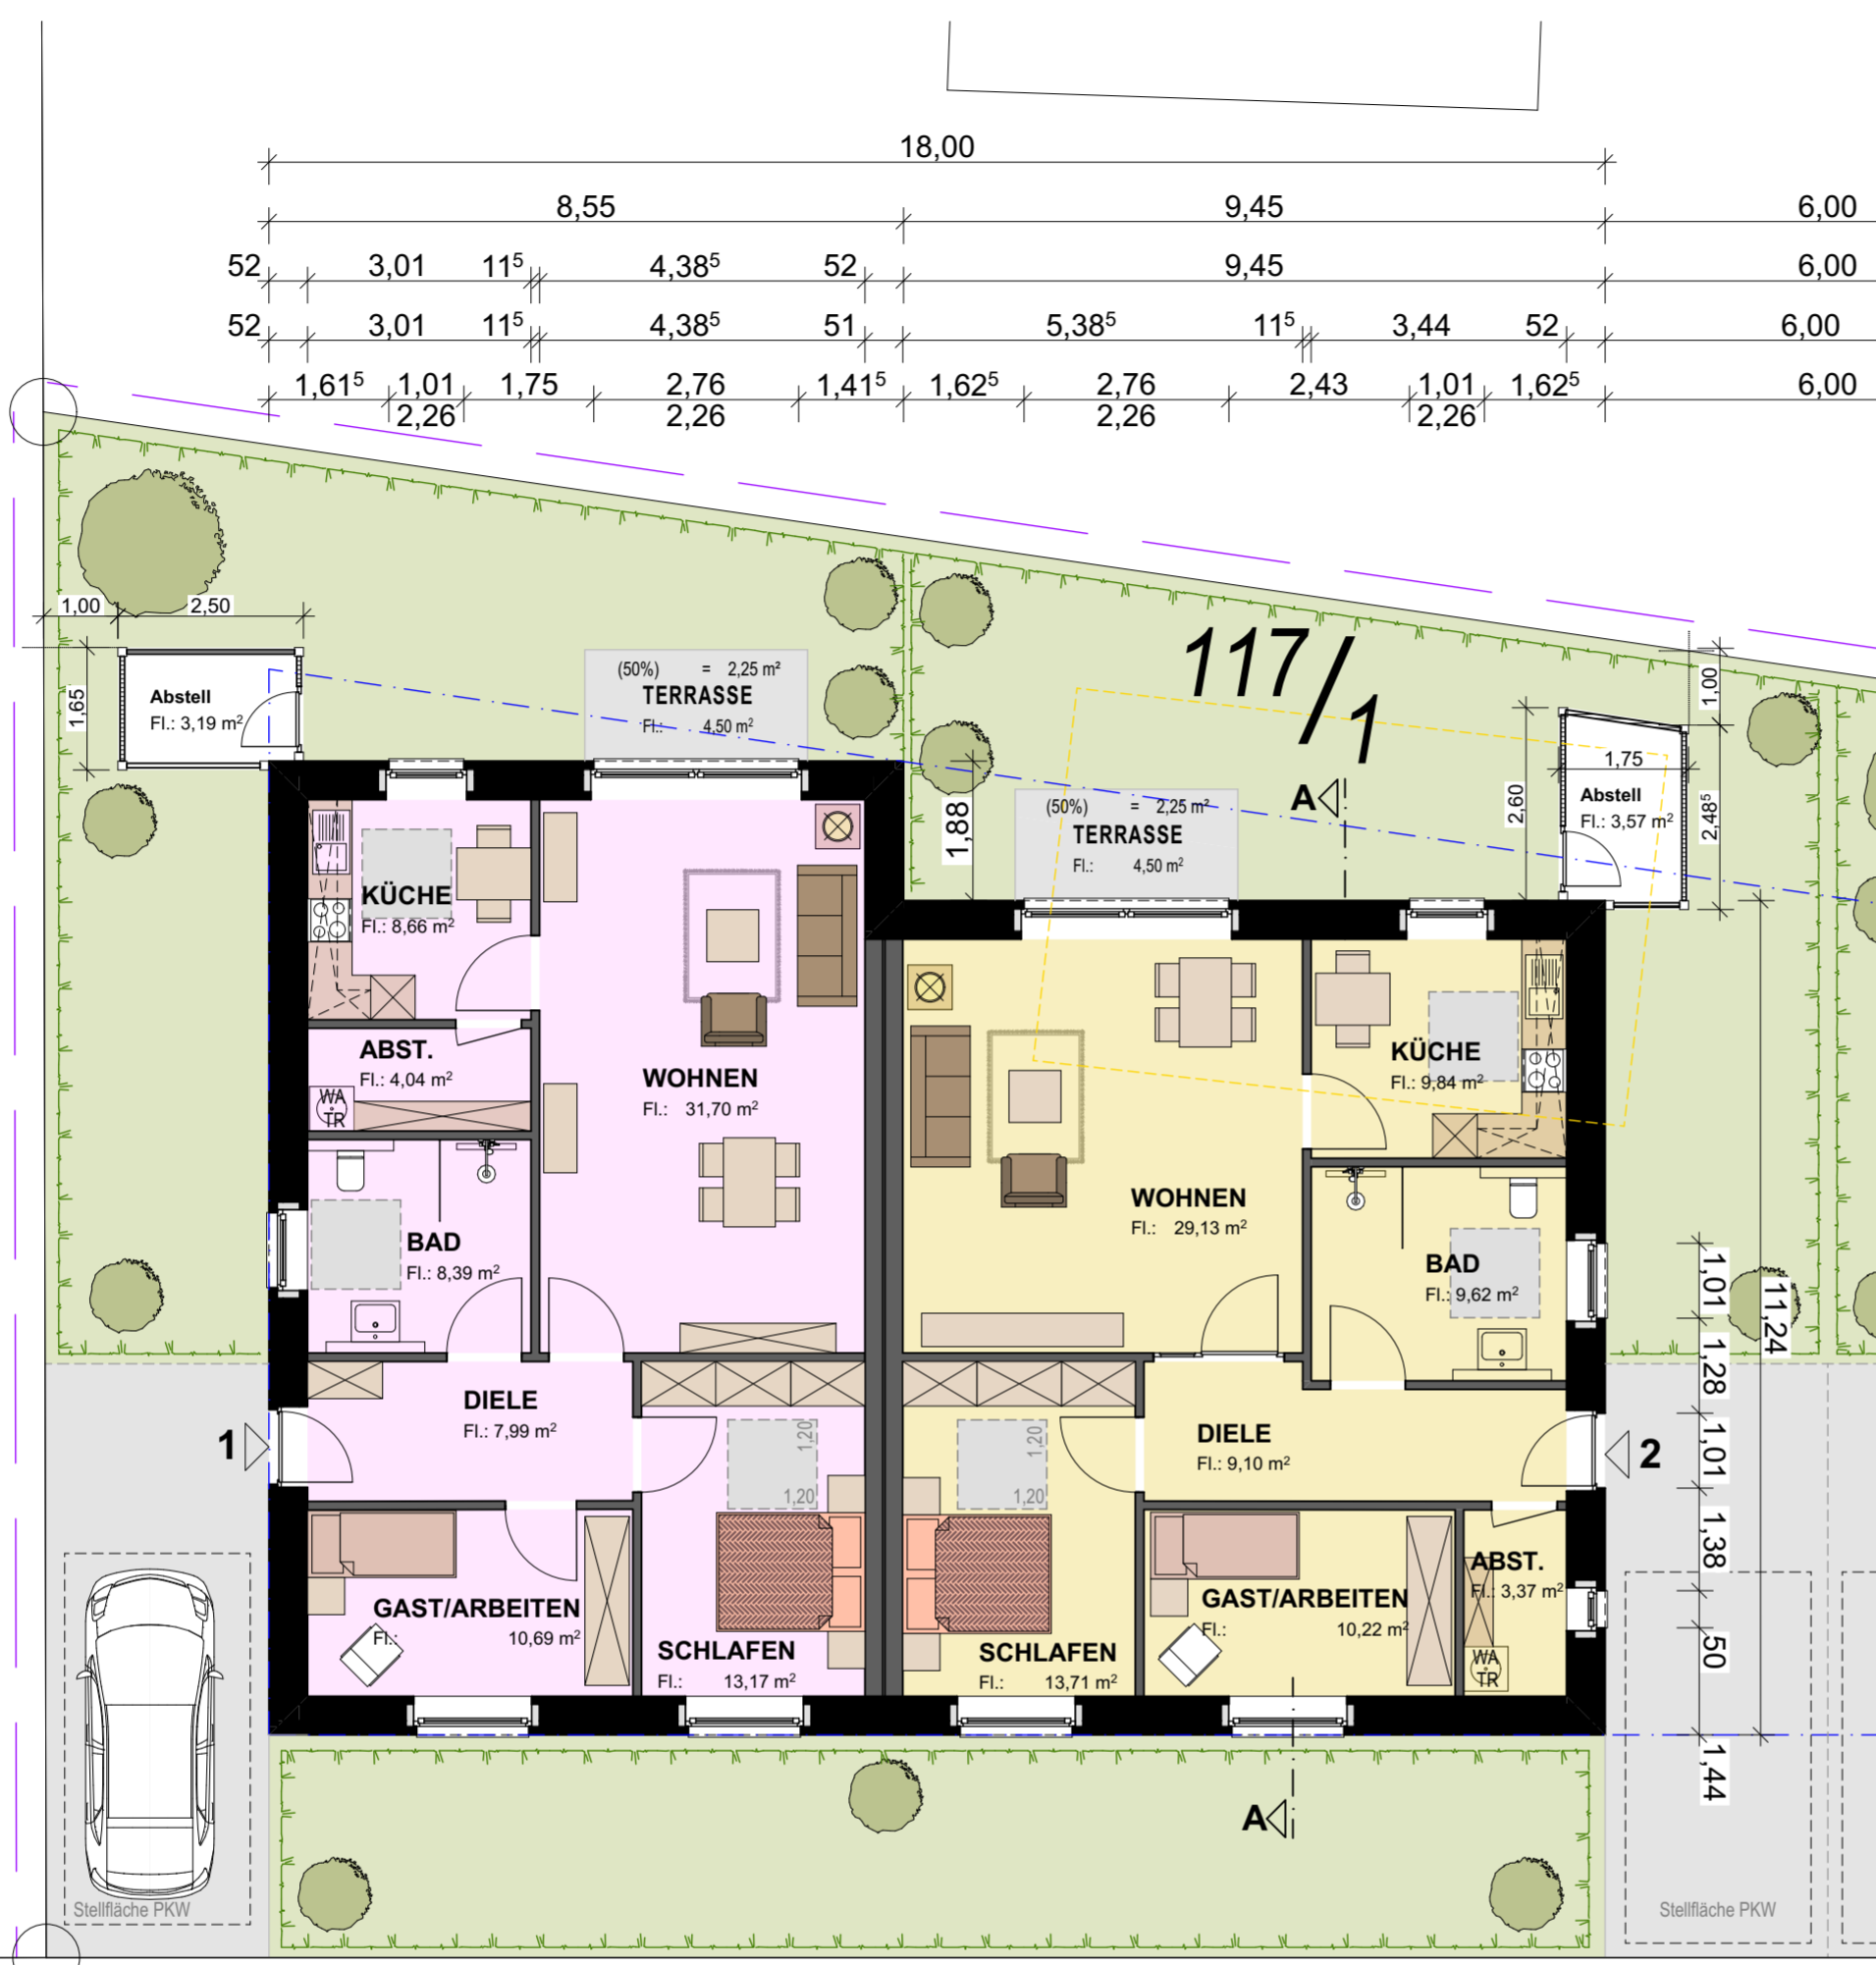 18,00
8,55 9,45 6,00
52 3,01 11⁵ 4,38⁵ 52 9,45 6,00
52 3,01 11⁵ 4,38⁵ 51 5,38⁵ 11⁵ 3,44 52 6,00
1,61⁵ 1,01 1,75 2,76 1,41⁵ 1,62⁵ 2,76 2,43 1,01 1,62⁵ 6,00
2,26 2,26 2,26 2,26
1,00 2,50
1,65
Abstell
Fl.: 3,19 m²
(50%) = 2,25 m²
TERRASSE
Fl.: 4,50 m²
117/1
1,00
1,75
2,60
2,48⁵
Abstell
Fl.: 3,57 m²
A
1,88
(50%) = 2,25 m²
TERRASSE
Fl.: 4,50 m²
KÜCHE
Fl.: 8,66 m²
ABST.
Fl.: 4,04 m²
WA
TR
WOHNEN
Fl.: 31,70 m²
BAD
Fl.: 8,39 m²
DIELE
Fl.: 7,99 m²
1
GAST/ARBEITEN
Fl.: 10,69 m²
1,20
1,20
SCHLAFEN
Fl.: 13,17 m²
KÜCHE
Fl.: 9,84 m²
WOHNEN
Fl.: 29,13 m²
BAD
Fl.: 9,62 m²
DIELE
Fl.: 9,10 m²
2
1,20
1,20
SCHLAFEN
Fl.: 13,71 m²
GAST/ARBEITEN
Fl.: 10,22 m²
ABST.
Fl.: 3,37 m²
WA
TR
1,01
11,24
1,28
1,01
1,38
50
1,44
A
Stellfläche PKW
Stellfläche PKW